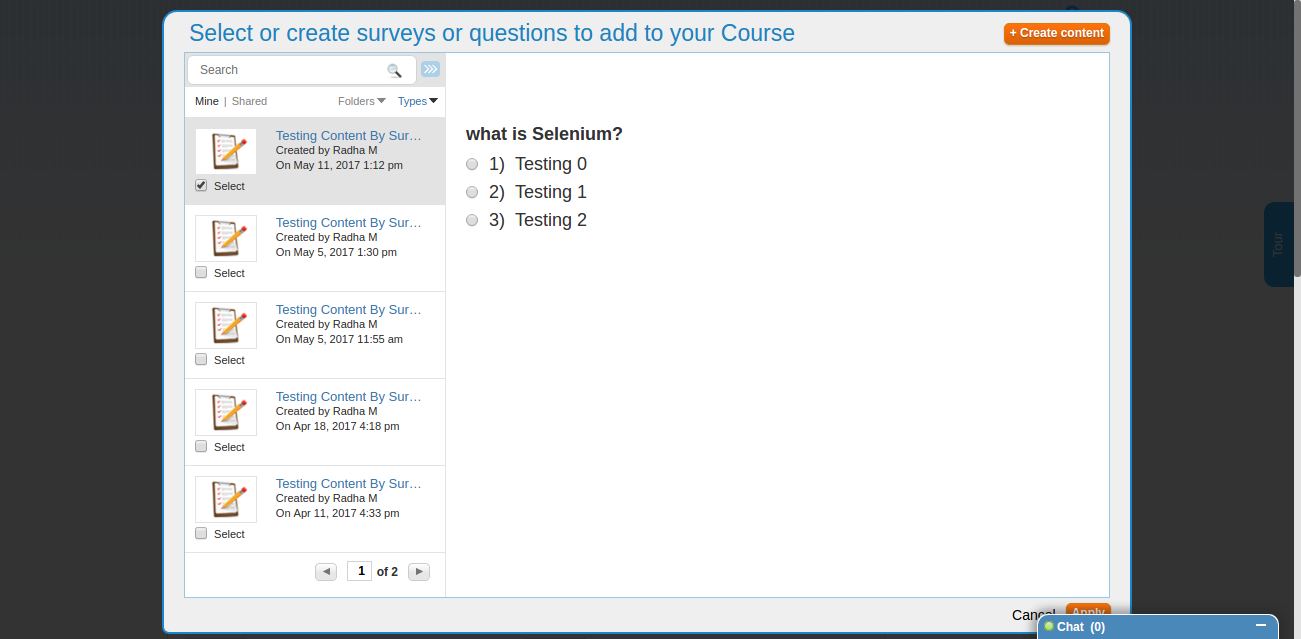 Select or create surveys or questions to add to your Course
+ Create content
Search
Mine | Shared
Folders
Types
Testing Content By Sur…
Created by Radha M
On May 11, 2017 1:12 pm
Select
Testing Content By Sur…
Created by Radha M
On May 5, 2017 1:30 pm
Select
Testing Content By Sur…
Created by Radha M
On May 5, 2017 11:55 am
Select
Testing Content By Sur…
Created by Radha M
On Apr 18, 2017 4:18 pm
Select
Testing Content By Sur…
Created by Radha M
On Apr 11, 2017 4:33 pm
Select
1 of 2
what is Selenium?
1) Testing 0
2) Testing 1
3) Testing 2
Tour
Cancel
Apply
Chat (0)